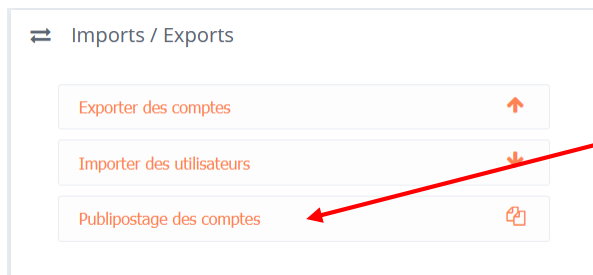 Imports / Exports
Exporter des comptes
Importer des utilisateurs
Publipostage des comptes